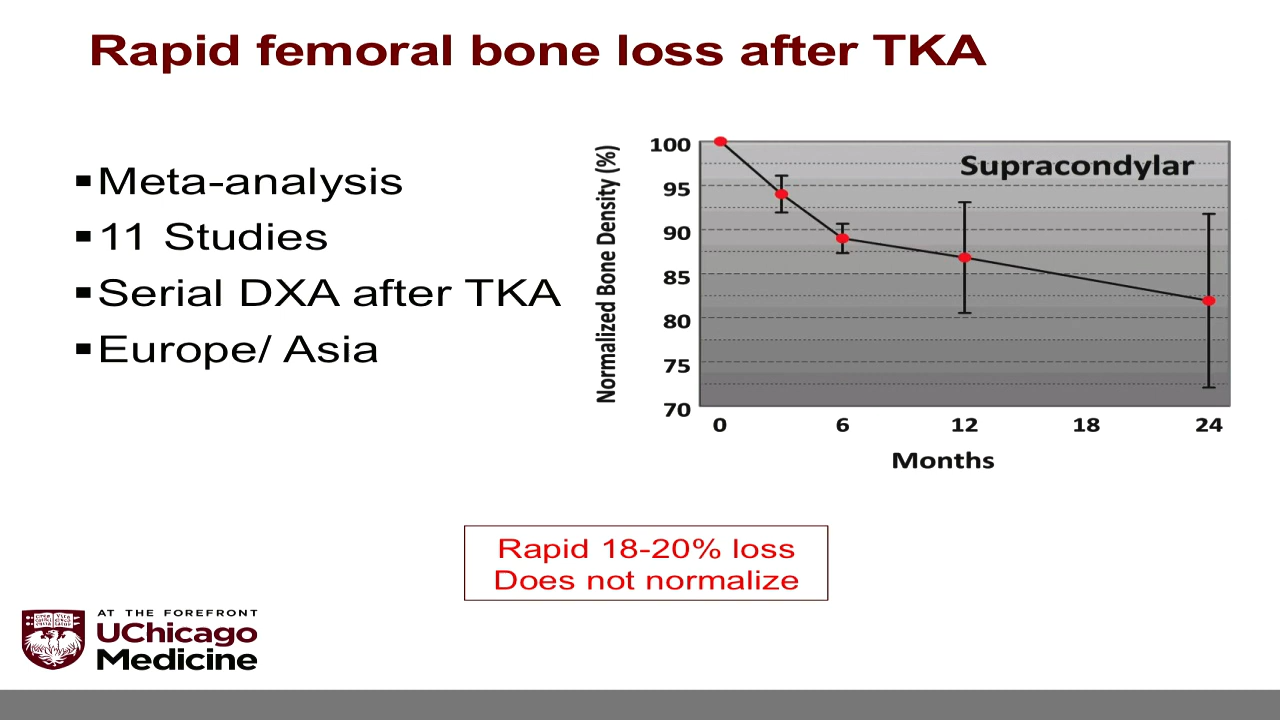 Rapid femoral bone loss after TKA
▪Meta-analysis
▪11 Studies
▪Serial DXA after TKA
▪Europe/ Asia
Normalized Bone Density (%)
100
95
90
85
80
75
70
Supracondylar
0 6 12 18 24
Months
Rapid 18-20% loss
Does not normalize
AT THE FOREFRONT
UChicago
Medicine